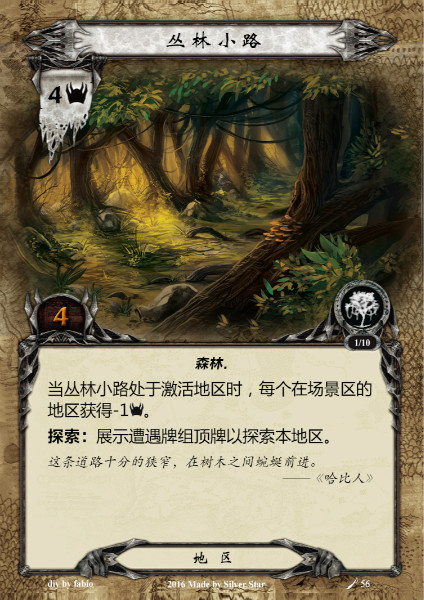 丛林小路
4
4
1/10
森林.
当丛林小路处于激活地区时，每个在场景区的
地区获得-1。
探索：展示遭遇牌组顶牌以探索本地区。
这条道路十分的狭窄，在树木之间蜿蜒前进。
——《哈比人》
地 区
diy by fabio
2016 Made by Silver Star
56